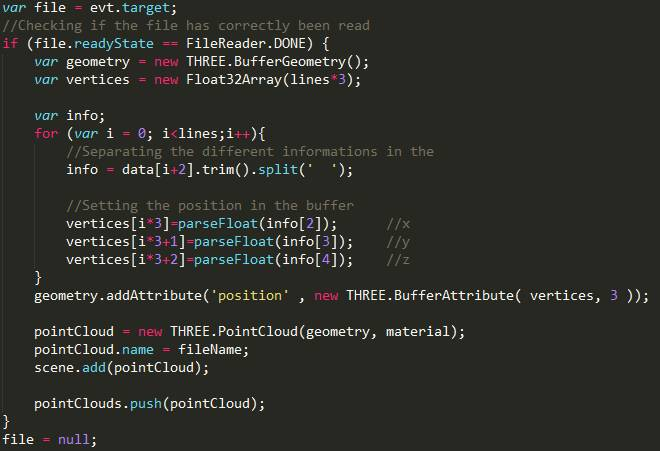 var file = evt.target;
//Checking if the file has correctly been read
if (file.readyState == FileReader.DONE) {
var geometry = new THREE.BufferGeometry();
var vertices = new Float32Array(lines*3);
var info;
for (var i = 0; i<lines;i++){
//Separating the different informations in the
info = data[i+2].trim().split('  ');
//Setting the position in the buffer
vertices[i*3]=parseFloat(info[2]);      //x
vertices[i*3+1]=parseFloat(info[3]);    //y
vertices[i*3+2]=parseFloat(info[4]);    //z
}
geometry.addAttribute('position' , new THREE.BufferAttribute( vertices, 3 ));
pointCloud = new THREE.PointCloud(geometry, material);
pointCloud.name = fileName;
scene.add(pointCloud);
pointClouds.push(pointCloud);
}
file = null;